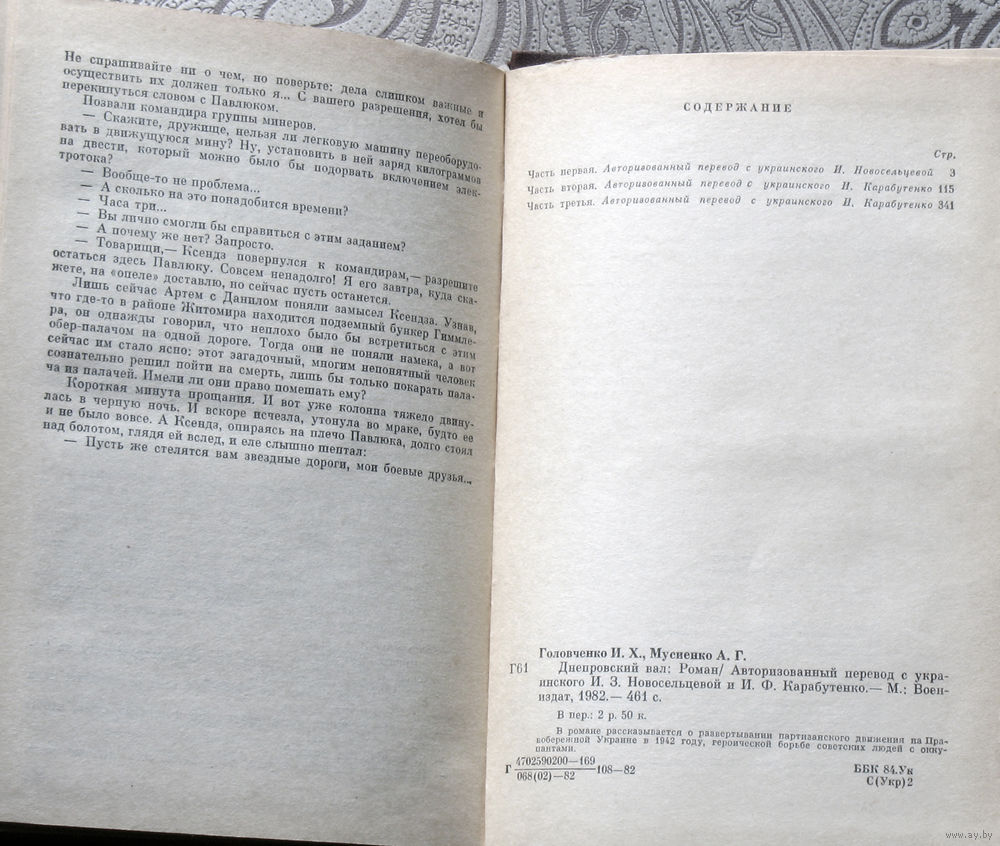 Не спрашивайте ни о чем, но поверьте: дела слишком важные и
осуществить их должен только я... С вашего разрешения, хотел бы
перекинуться словом с Павлюком.
Позвали командира группы минеров.
— Скажите, дружище, нельзя ли легковую машину переоборудо-
вать в движущуюся мину? Ну, установить в ней заряд килограммов
на двести, который можно было бы подорвать включением элек-
тротока?
— Вообще-то не проблема...
— А сколько на это понадобится времени?
— Часа три...
— Вы лично смогли бы справиться с этим заданием?
— А почему же нет? Запросто.
— Товарищи,— Ксендз повернулся к командирам,— разрешите
остаться здесь Павлюку. Совсем ненадолго! Я его завтра, куда ска-
жете, на «опеле» доставлю, но сейчас пусть останется.
Лишь сейчас Артем с Данилом поняли замысел Ксендза. Узнав,
что где-то в районе Житомира находится подземный бункер Гиммле-
ра, он однажды говорил, что неплохо было бы встретиться с этим
обер-палачом на одной дороге. Тогда они не поняли намека, а вот
сейчас им стало ясно: этот загадочный, многим непонятный человек
сознательно решил пойти на смерть, лишь бы только покарать пала-
ча из палачей. Имели ли они право помешать ему?
Короткая минута прощания. И вот уже колонна тяжело двину-
лась в черную ночь. И вскоре исчезла, утонула во мраке, будто ее
и не было вовсе. А Ксендз, опираясь на плечо Павлюка, долго стоял
над болотом, глядя ей вслед, и еле слышно шептал:
— Пусть же стелятся вам звездные дороги, мои боевые друзья...
СОДЕРЖАНИЕ
Стр.
Часть первая. Авторизованный перевод с украинского И. Новосельцевой 3
Часть вторая. Авторизованный перевод с украинского И. Карабутенко 115
Часть третья. Авторизованный перевод с украинского И. Карабутенко 341
Головченко И. Х., Мусиенко А. Г.
Г61 Днепровский вал: Роман/ Авторизованный перевод с укра-
инского И. З. Новосельцевой и И. Ф. Карабутенко.— М.: Воен-
издат, 1982.— 461 с.
В пер.: 2 р. 50 к.
В романе рассказывается о развертывании партизанского движения на Пра-
вобережной Украине в 1942 году, героической борьбе советских людей с окку-
пантами.
4702590200—169
Г 108—82
068(02)—82
ББК 84.Ук
С(Укр)2
www.ay.by